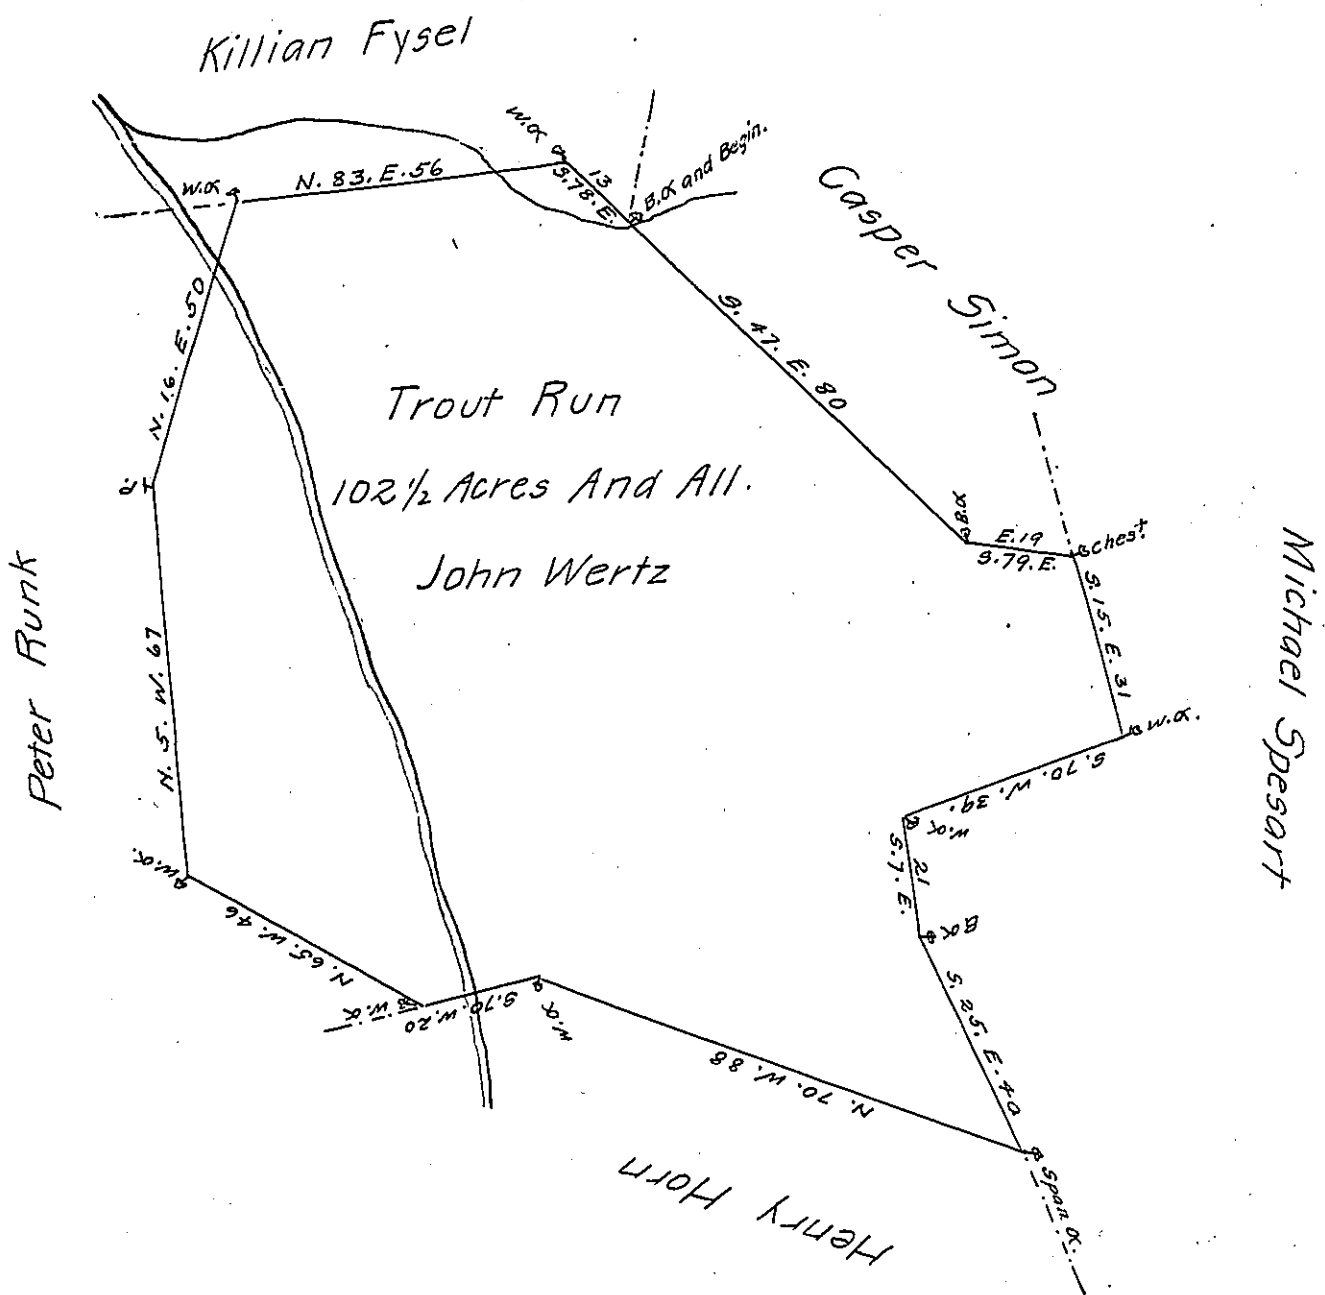 Killian Fysel
W.O.
13
S.78.E.
B.O. and Begin.
W.O.
N. 83. E. 56
Casper Simon
S. 47. E. 80
N. 16. E. 50
Trout Run
102½ Acres And All.
John Wertz
P.
B.O.
E.19
S.79.E.
Chest.
S.15.E.31
Michael Spesart
Peter Runk
N. 5. W. 67
W.O.
S.70.W.39.
W.O.
21
S.7.E.
B.O.
W.O.
N.65.W.46
W.O.
S.70.W.20
W.O.
N. 70. W. 88
S. 25. E. 40
Span O.
Henry Horn